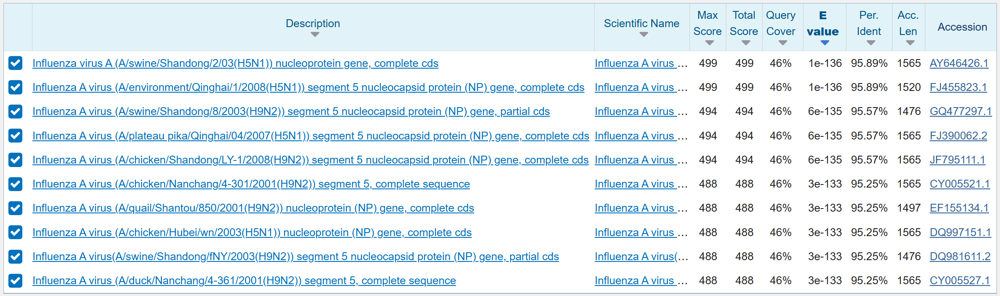 Description Scientific Name Max Score Total Score Query Cover E value Per. Ident Acc. Len Accession
Influenza virus A (A/swine/Shandong/2/03(H5N1)) nucleoprotein gene, complete cds Influenza A virus ... 499 499 46% 1e-136 95.89% 1565 AY646426.1
Influenza A virus (A/environment/Qinghai/1/2008(H5N1)) segment 5 nucleocapsid protein (NP) gene, complete cds Influenza A virus ... 499 499 46% 1e-136 95.89% 1520 FJ455823.1
Influenza A virus (A/swine/Shandong/8/2003(H9N2)) segment 5 nucleocapsid protein (NP) gene, partial cds Influenza A virus ... 494 494 46% 6e-135 95.57% 1476 GQ477297.1
Influenza A virus (A/plateau pika/Qinghai/04/2007(H5N1)) segment 5 nucleocapsid protein (NP) gene, complete cds Influenza A virus ... 494 494 46% 6e-135 95.57% 1565 FJ390062.2
Influenza A virus (A/chicken/Shandong/LY-1/2008(H9N2)) segment 5 nucleocapsid protein (NP) gene, complete cds Influenza A virus ... 494 494 46% 6e-135 95.57% 1565 JF795111.1
Influenza A virus (A/chicken/Nanchang/4-301/2001(H9N2)) segment 5, complete sequence Influenza A virus ... 488 488 46% 3e-133 95.25% 1565 CY005521.1
Influenza A virus (A/quail/Shantou/850/2001(H9N2)) nucleoprotein (NP) gene, complete cds Influenza A virus ... 488 488 46% 3e-133 95.25% 1497 EF155134.1
Influenza A virus (A/chicken/Hubei/wn/2003(H5N1)) nucleoprotein (NP) gene, complete cds Influenza A virus ... 488 488 46% 3e-133 95.25% 1565 DQ997151.1
Influenza A virus(A/swine/Shandong/fNY/2003(H9N2)) segment 5 nucleocapsid protein (NP) gene, partial cds Influenza A virus(... 488 488 46% 3e-133 95.25% 1476 DQ981611.2
Influenza A virus (A/duck/Nanchang/4-361/2001(H9N2)) segment 5, complete sequence Influenza A virus ... 488 488 46% 3e-133 95.25% 1565 CY005527.1